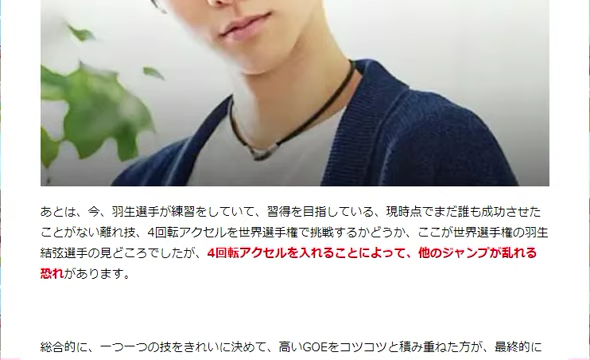 あとは、今、羽生選手が練習をしていて、習得を目指している、現時点でまだ誰も成功させた
ことがない離れ技、4回転アクセルを世界選手権で挑戦するかどうか、ここが世界選手権の羽生
結弦選手の見どころでしたが、4回転アクセルを入れることによって、他のジャンプが乱れる
恐れがあります。
総合的に、一つ一つの技をきれいに決めて、高いGOEをコツコツと積み重ねた方が、最終的に